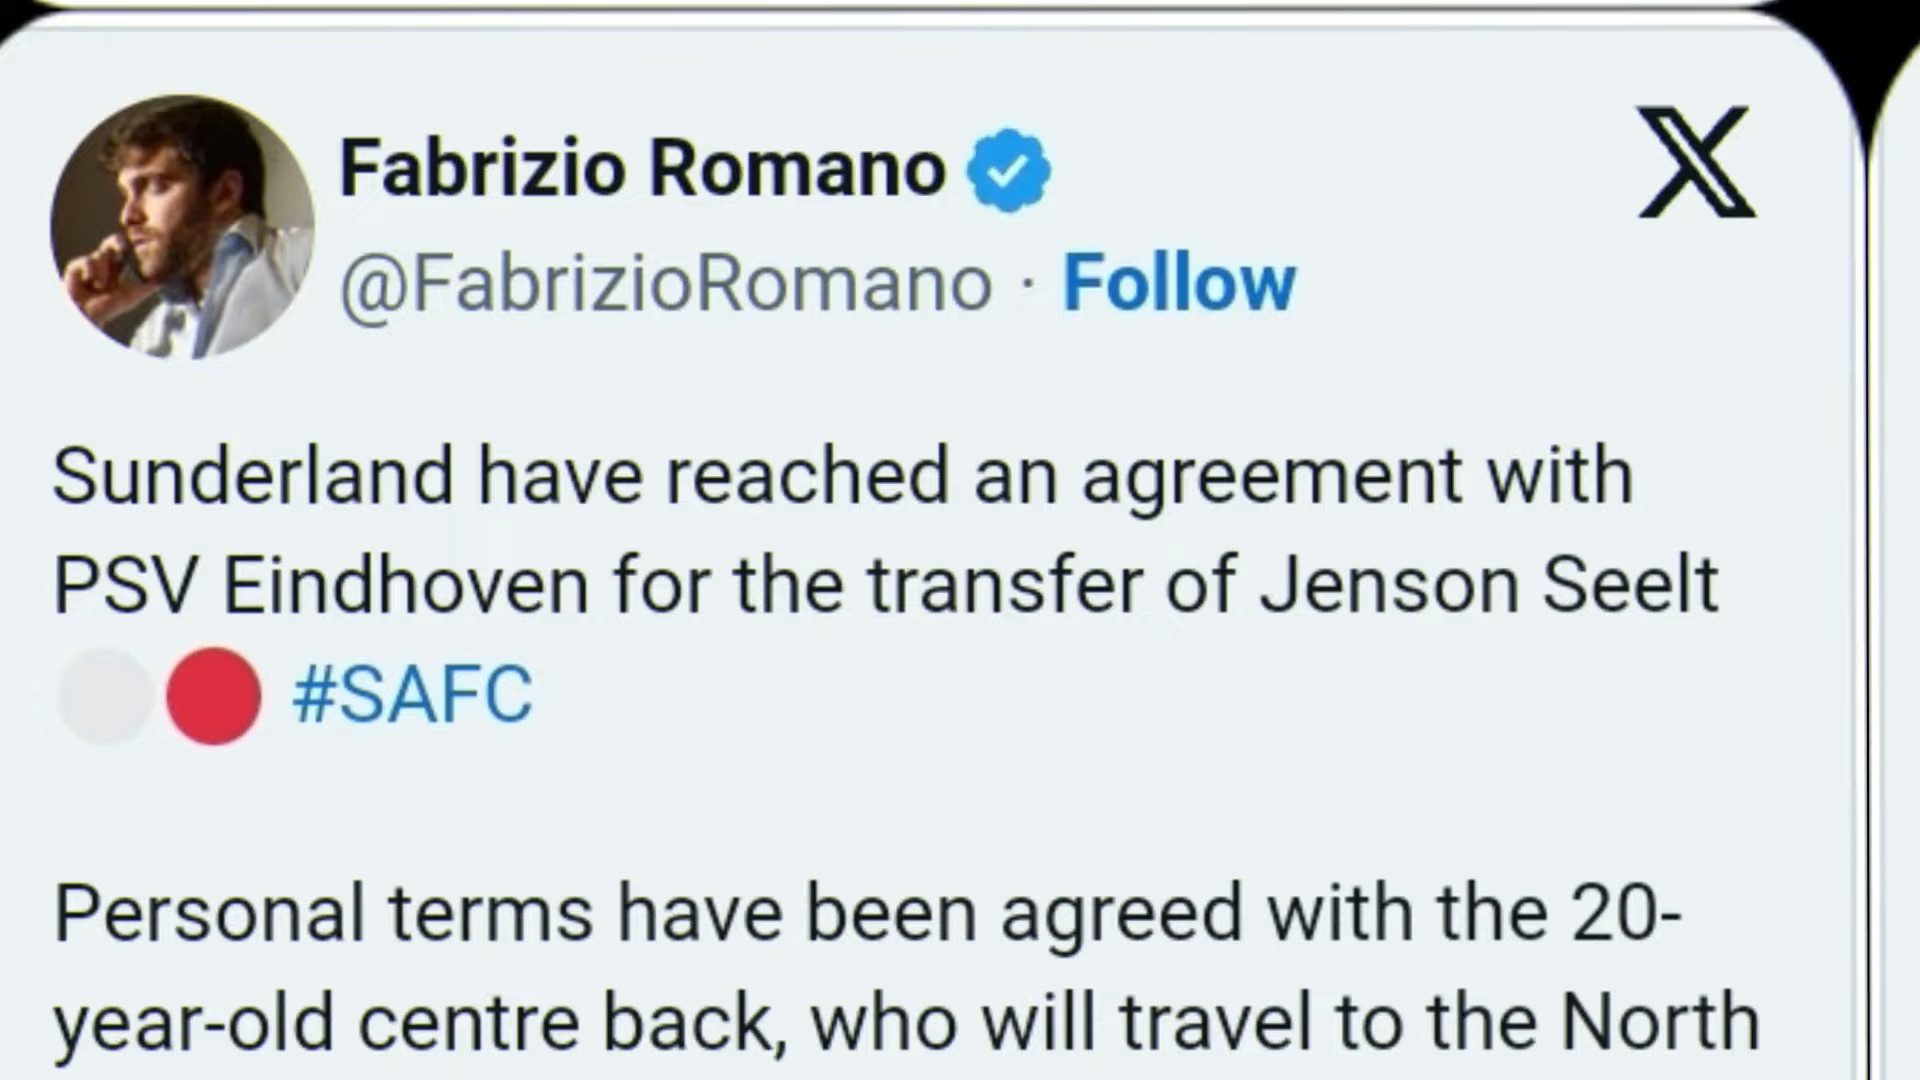 Fabrizio Romano
@FabrizioRomano · Follow
Sunderland have reached an agreement with
PSV Eindhoven for the transfer of Jenson Seelt
⚪🔴 #SAFC
Personal terms have been agreed with the 20-
year-old centre back, who will travel to the North